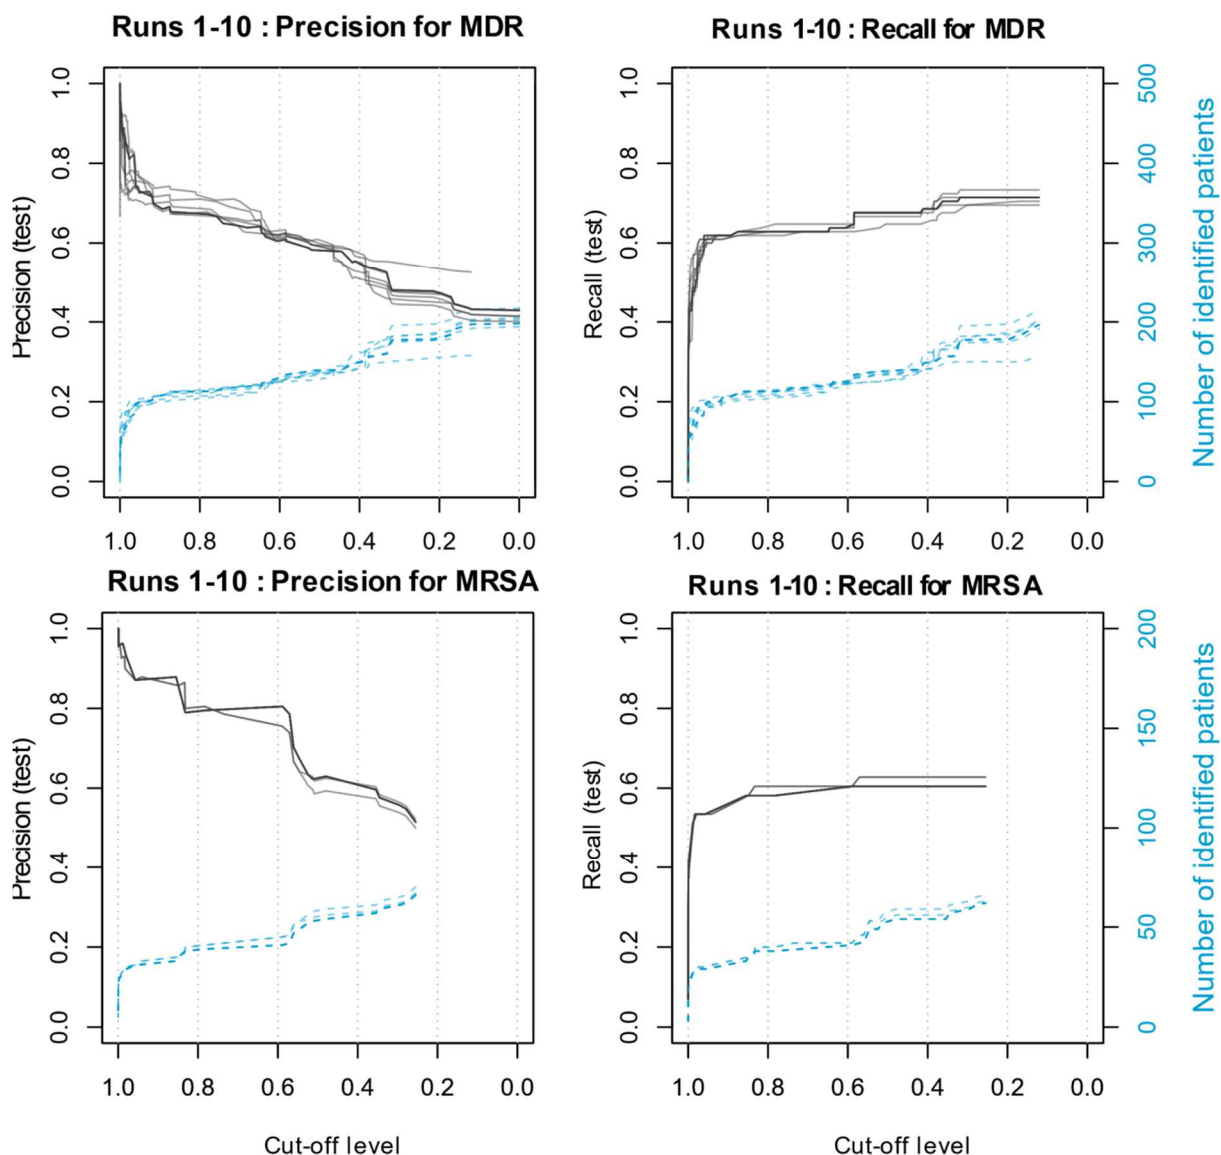 Runs 1-10 : Precision for MDR
Precision (test)
1.0
0.8
0.6
0.4
0.2
0.0
1.0 0.8 0.6 0.4 0.2 0.0
Runs 1-10 : Recall for MDR
Recall (test)
1.0
0.8
0.6
0.4
0.2
0.0
1.0 0.8 0.6 0.4 0.2 0.0
500
400
300
200
100
0
Number of identified patients
Runs 1-10 : Precision for MRSA
Precision (test)
1.0
0.8
0.6
0.4
0.2
0.0
1.0 0.8 0.6 0.4 0.2 0.0
Cut-off level
Runs 1-10 : Recall for MRSA
Recall (test)
1.0
0.8
0.6
0.4
0.2
0.0
1.0 0.8 0.6 0.4 0.2 0.0
Cut-off level
200
150
100
50
0
Number of identified patients